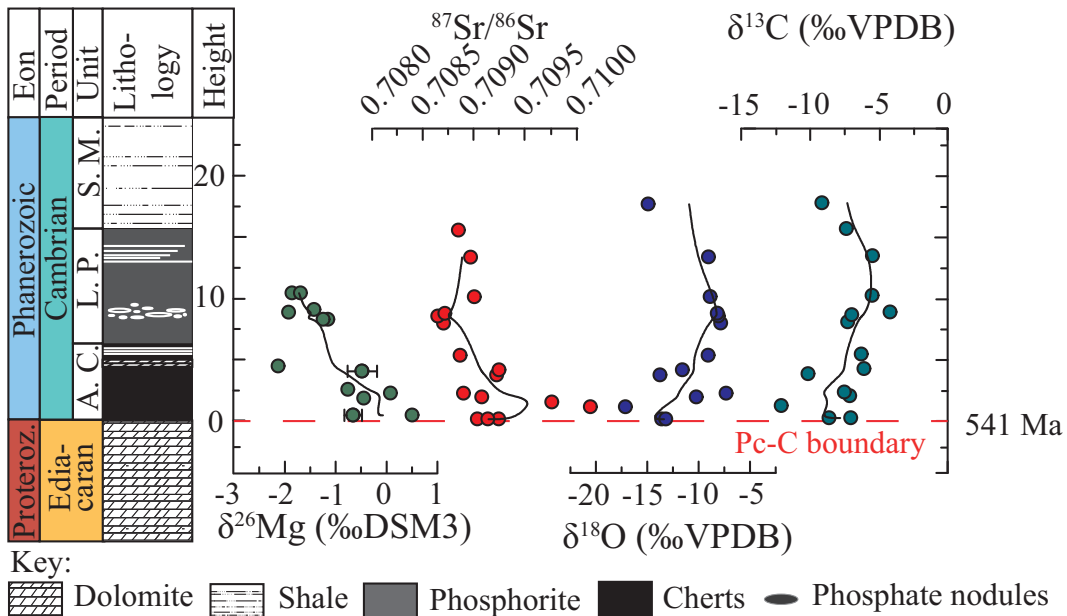 Eon
Period
Unit
Litho-
logy
Height
⁸⁷Sr/⁸⁶Sr
0.7080
0.7085
0.7090
0.7095
0.7100
δ¹³C (‰VPDB)
-15 -10 -5 0
Phanerozoic
Cambrian
S. M.
L. P.
A. C.
20
10
0
Proteroz.
Edia-
caran
Pc-C boundary
541 Ma
-3 -2 -1 0 1
δ²⁶Mg (‰DSM3)
-20 -15 -10 -5
δ¹⁸O (‰VPDB)
Key:
Dolomite Shale Phosphorite Cherts Phosphate nodules